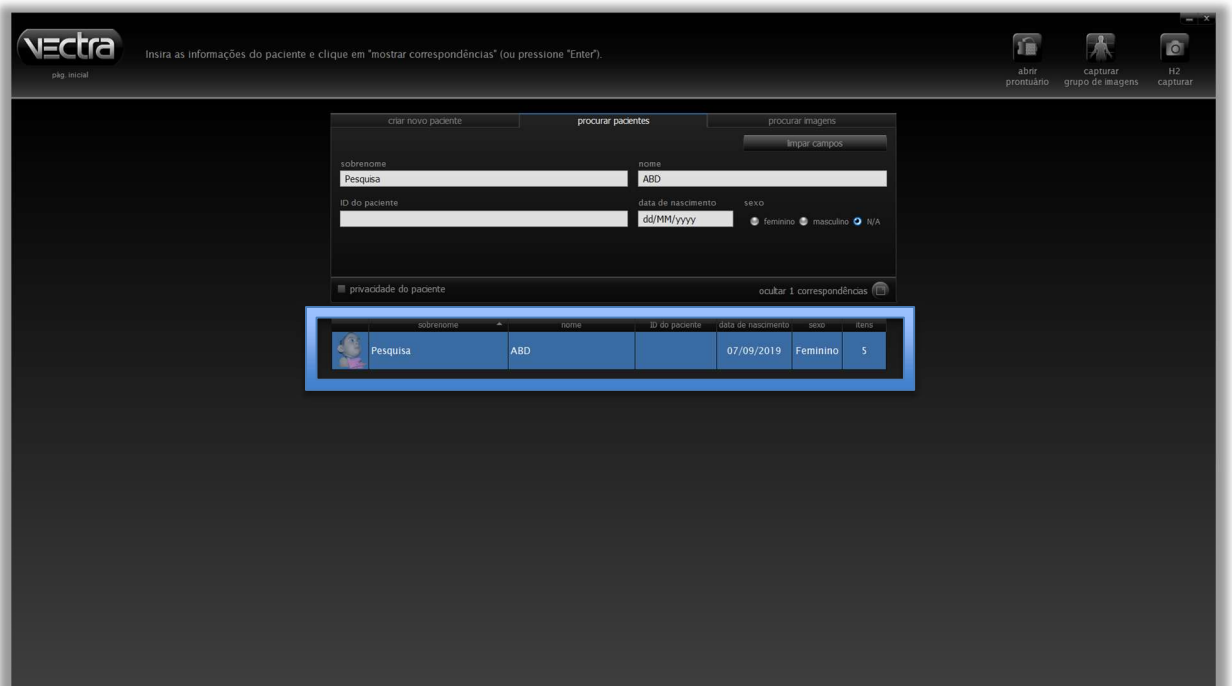 vectra
pàg. inicial
Insira as informações do paciente e clique em "mostrar correspondências" (ou pressione "Enter").
abrir
prontuário
capturar
grupo de imagens
H2
capturar
criar novo paciente
procurar pacientes
procurar imagens
limpar campos
sobrenome
nome
Pesquisa
ABD
ID do paciente
data de nascimento
sexo
dd/MM/yyyy
feminino
masculino
N/A
privacidade do paciente
ocultar 1 correspondências
sobrenome nome ID do paciente data de nascimento sexo itens
Pesquisa ABD 07/09/2019 Feminino 5